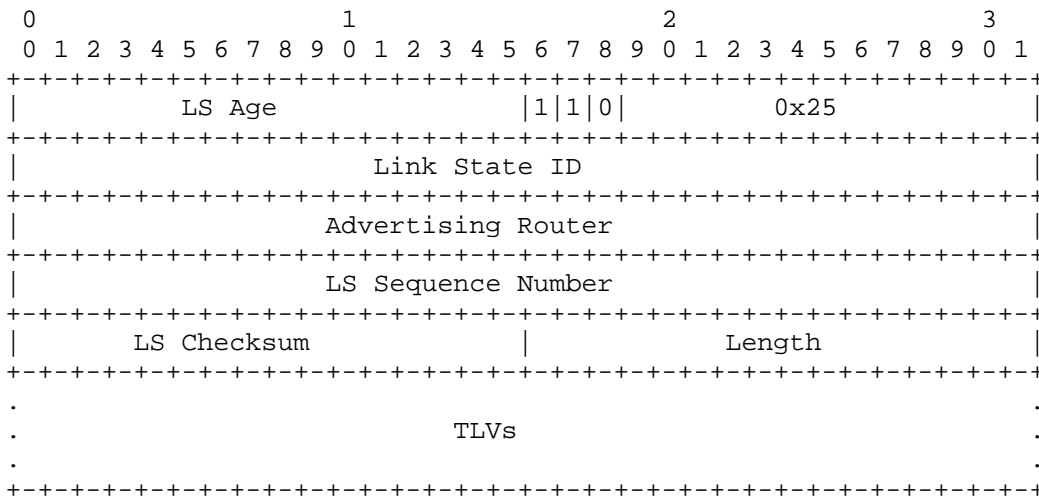 0                   1                   2                   3
 0 1 2 3 4 5 6 7 8 9 0 1 2 3 4 5 6 7 8 9 0 1 2 3 4 5 6 7 8 9 0 1
+-+-+-+-+-+-+-+-+-+-+-+-+-+-+-+-+-+-+-+-+-+-+-+-+-+-+-+-+-+-+-+-+
|          LS Age               |1|1|0|         0x25            |
+-+-+-+-+-+-+-+-+-+-+-+-+-+-+-+-+-+-+-+-+-+-+-+-+-+-+-+-+-+-+-+-+
|                      Link State ID                            |
+-+-+-+-+-+-+-+-+-+-+-+-+-+-+-+-+-+-+-+-+-+-+-+-+-+-+-+-+-+-+-+-+
|                   Advertising Router                          |
+-+-+-+-+-+-+-+-+-+-+-+-+-+-+-+-+-+-+-+-+-+-+-+-+-+-+-+-+-+-+-+-+
|                   LS Sequence Number                          |
+-+-+-+-+-+-+-+-+-+-+-+-+-+-+-+-+-+-+-+-+-+-+-+-+-+-+-+-+-+-+-+-+
|       LS Checksum             |            Length             |
+-+-+-+-+-+-+-+-+-+-+-+-+-+-+-+-+-+-+-+-+-+-+-+-+-+-+-+-+-+-+-+-+
.                                                               .
.                           TLVs                                .
.                                                               .
+-+-+-+-+-+-+-+-+-+-+-+-+-+-+-+-+-+-+-+-+-+-+-+-+-+-+-+-+-+-+-+-+